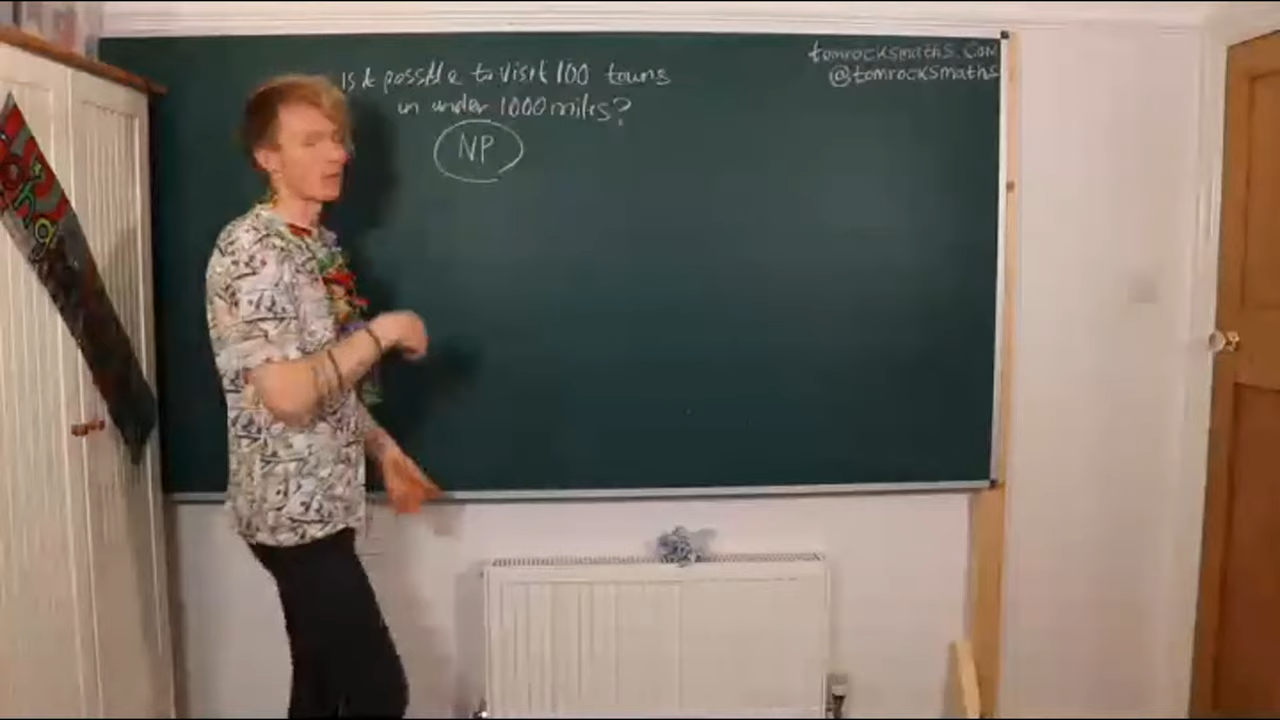 is it possible to visit 100 towns
in under 1000 miles?
NP
tomrocksmaths.com
@tomrocksmaths